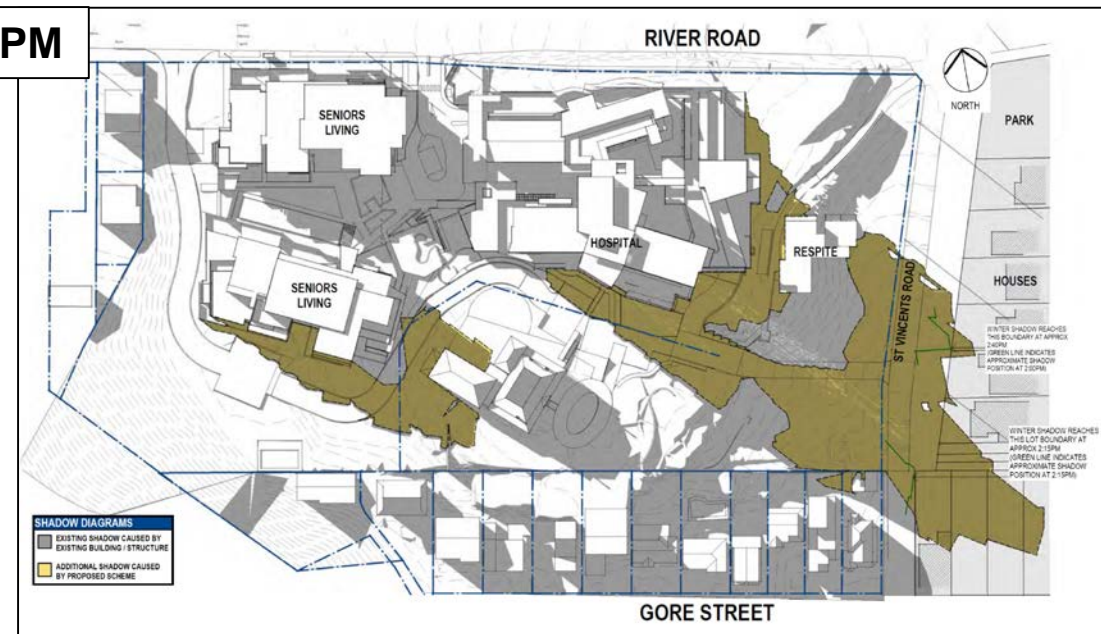 PM
RIVER ROAD
NORTH
PARK
SENIORS
LIVING
HOSPITAL
RESPITE
ST VINCENTS ROAD
HOUSES
SENIORS
LIVING
WINTER SHADOW REACHES
THIS BOUNDARY AT APPROX
2:40PM
(GREEN LINE INDICATES
APPROXIMATE SHADOW
POSITION AT 2:00PM)
WINTER SHADOW REACHES
THIS LOT BOUNDARY AT
APPROX 2:15PM
(GREEN LINE INDICATES
APPROXIMATE SHADOW
POSITION AT 2:15PM)
SHADOW DIAGRAMS
EXISTING SHADOW CAUSED BY
EXISTING BUILDING / STRUCTURE
ADDITIONAL SHADOW CAUSED
BY PROPOSED SCHEME
GORE STREET